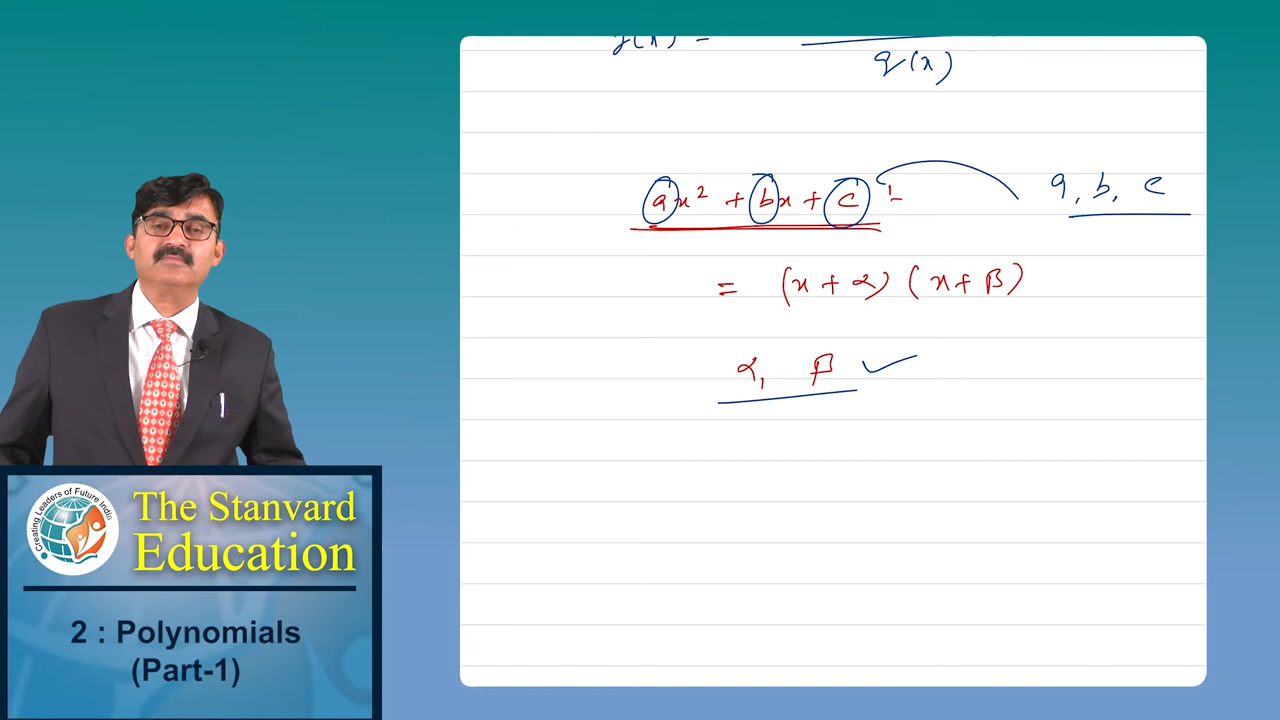 q(x)
ax² + bx + c :- a, b, c
= (x + α) (x + β)
α, β ✓
Creating Leaders of Future India
The Stanvard
Education
2 : Polynomials
(Part-1)